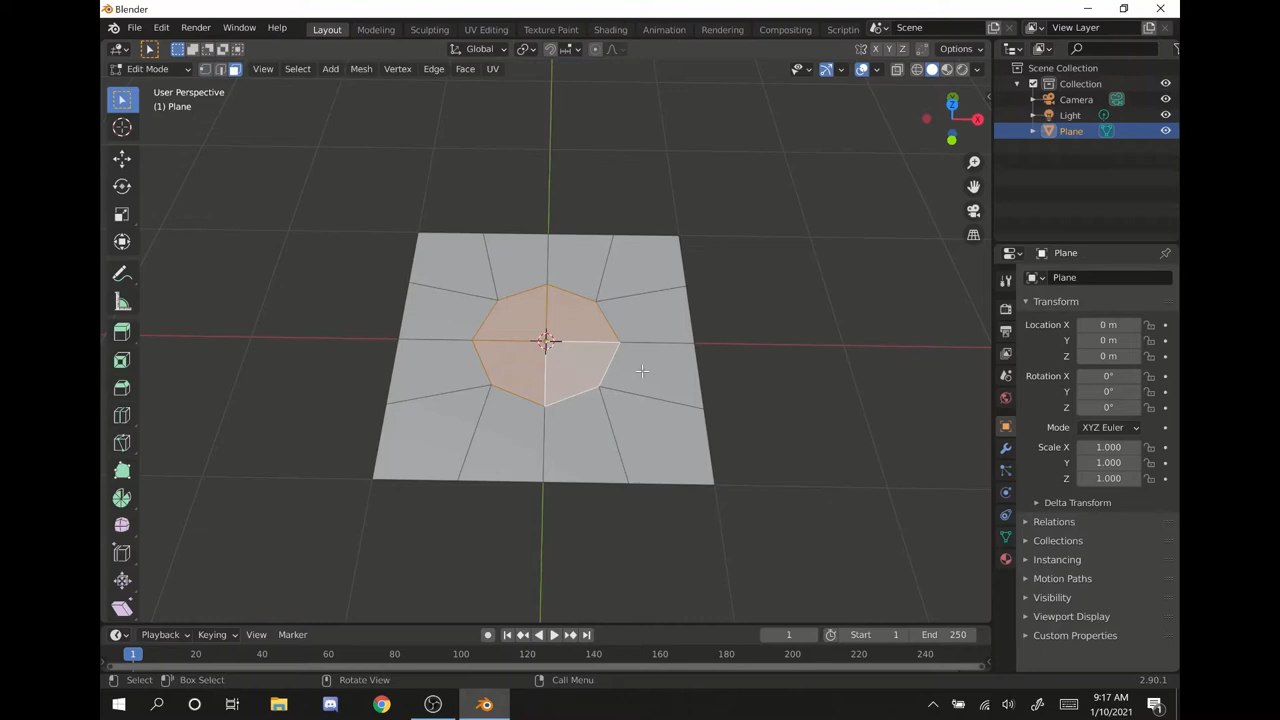 Blender
File Edit Render Window Help Layout Modeling Sculpting UV Editing Texture Paint Shading Animation Rendering Compositing Scriptin Scene View Layer
Global X Y Z Options
Edit Mode View Select Add Mesh Vertex Edge Face UV
User Perspective
(1) Plane
Z
X
Scene Collection
Collection
Camera
Light
Plane
Plane
Plane
Transform
Location X 0 m
Y 0 m
Z 0 m
Rotation X 0°
Y 0°
Z 0°
Mode XYZ Euler
Scale X 1.000
Y 1.000
Z 1.000
Delta Transform
Relations
Collections
Instancing
Motion Paths
Visibility
Viewport Display
Custom Properties
Playback Keying View Marker 1 Start 1 End 250
1 20 40 60 80 100 120 140 160 180 200 220 240
Select Box Select Rotate View Call Menu 2.90.1
9:17 AM
1/10/2021
1